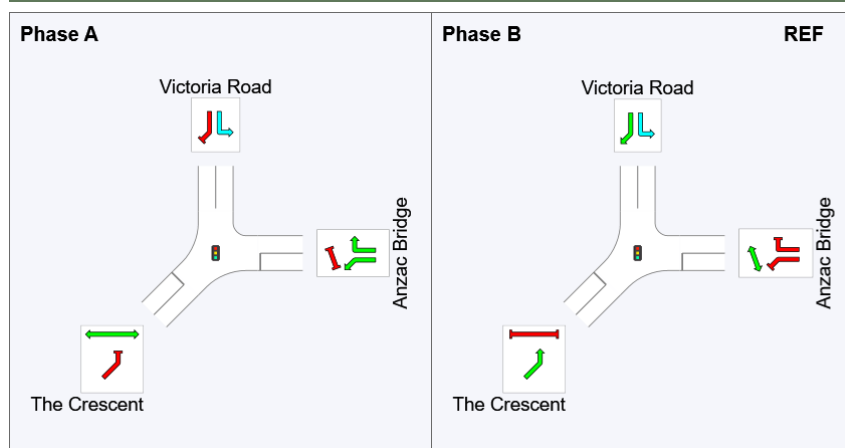 Phase A
Victoria Road
Anzac Bridge
The Crescent
Phase B
REF
Victoria Road
Anzac Bridge
The Crescent